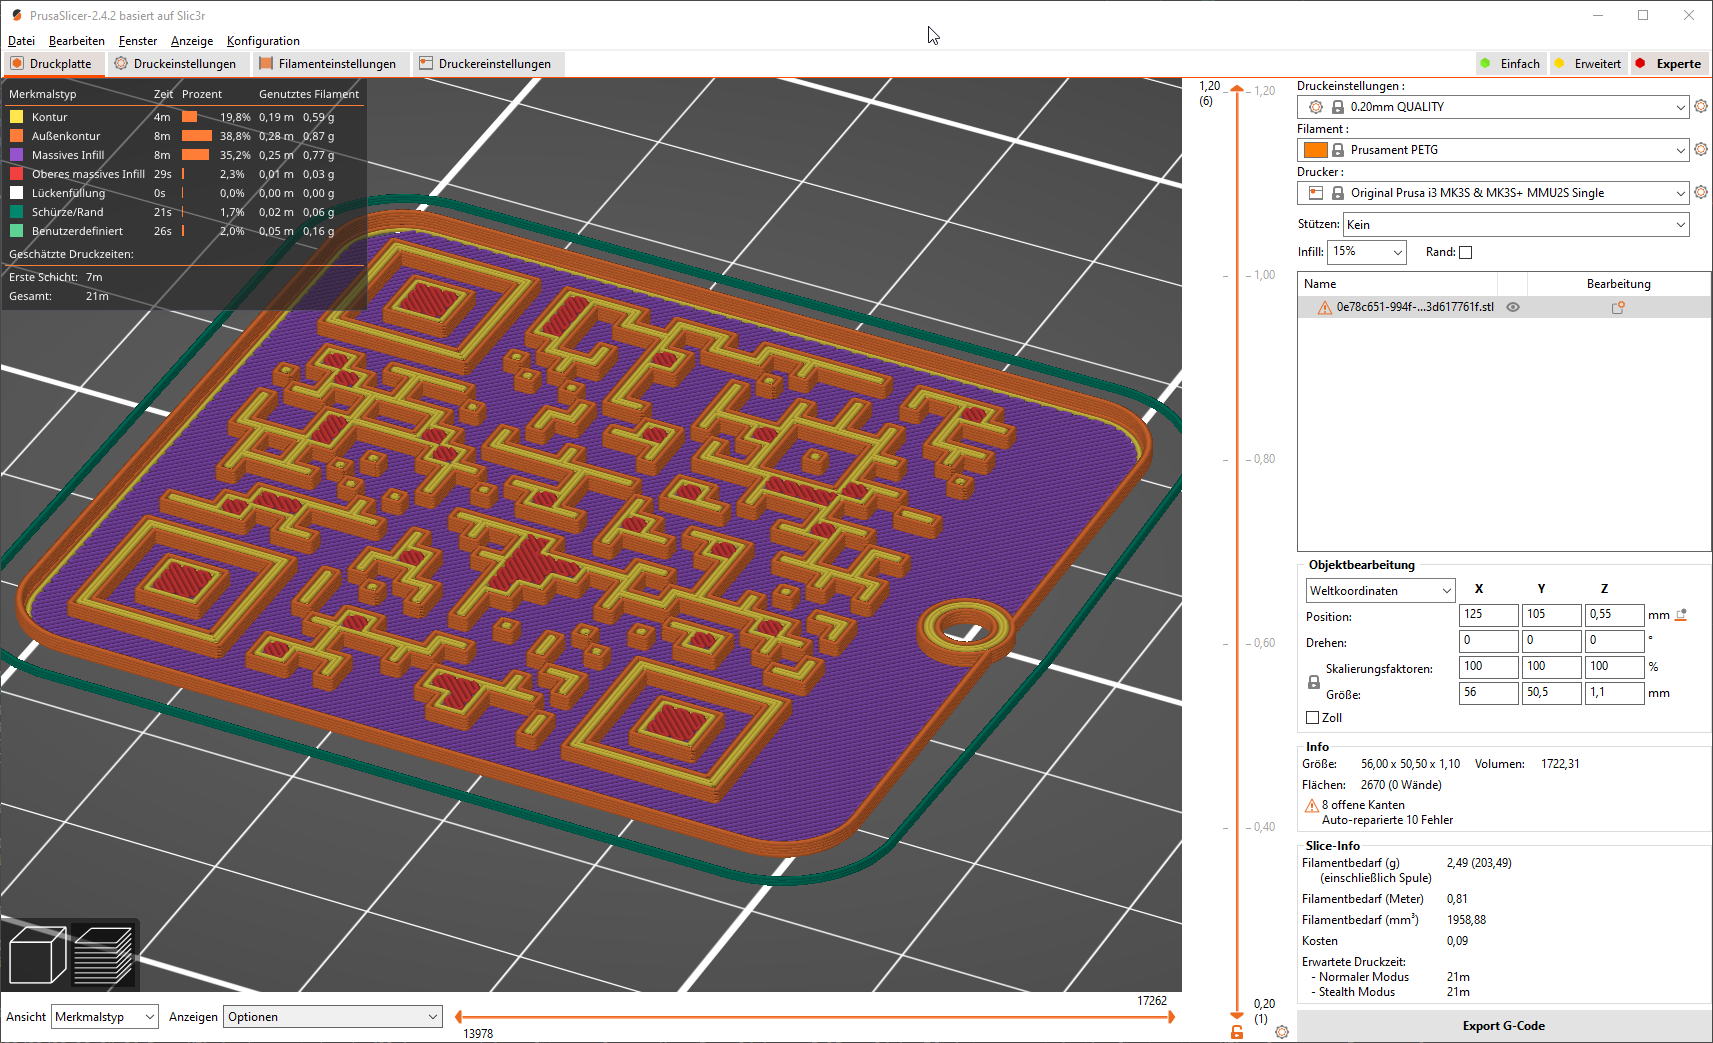 PrusaSlicer-2.4.2 basiert auf Slic3r
Datei Bearbeiten Fenster Anzeige Konfiguration
Druckplatte Druckeinstellungen Filamenteinstellungen Druckereinstellungen Einfach Erweitert Experte
Merkmalstyp Zeit Prozent Genutztes Filament
Kontur 4m 19,8% 0,19 m 0,59 g
Außenkontur 8m 38,8% 0,28 m 0,87 g
Massives Infill 8m 35,2% 0,25 m 0,77 g
Oberes massives Infill 29s 2,3% 0,01 m 0,03 g
Lückenfüllung 0s 0,0% 0,00 m 0,00 g
Schürze/Rand 21s 1,7% 0,02 m 0,06 g
Benutzerdefiniert 26s 2,0% 0,05 m 0,16 g
Geschätzte Druckzeiten:
Erste Schicht: 7m
Gesamt: 21m
1,20
(6)
1,20
1,00
0,80
0,60
0,40
0,20
(1)
Druckeinstellungen :
0.20mm QUALITY
Filament :
Prusament PETG
Drucker :
Original Prusa i3 MK3S & MK3S+ MMU2S Single
Stützen: Kein
Infill: 15% Rand:
Name Bearbeitung
0e78c651-994f-...3d617761f.stl
Objektbearbeitung
Weltkoordinaten X Y Z
Position: 125 105 0,55 mm
Drehen: 0 0 0 °
Skalierungsfaktoren: 100 100 100 %
Größe: 56 50,5 1,1 mm
Zoll
Info
Größe: 56,00 x 50,50 x 1,10 Volumen: 1722,31
Flächen: 2670 (0 Wände)
8 offene Kanten
Auto-reparierte 10 Fehler
Slice-Info
Filamentbedarf (g) 2,49 (203,49)
(einschließlich Spule)
Filamentbedarf (Meter) 0,81
Filamentbedarf (mm³) 1958,88
Kosten 0,09
Erwartete Druckzeit:
- Normaler Modus 21m
- Stealth Modus 21m
Export G-Code
Ansicht Merkmalstyp Anzeigen Optionen
17262
13978